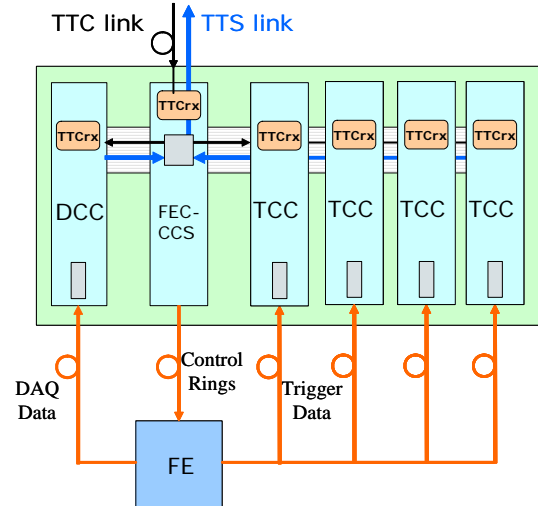 TTC link
TTS link
TTCrx
TTCrx
TTCrx
TTCrx
TTCrx
TTCrx
DCC
FEC-
CCS
TCC
TCC
TCC
TCC
DAQ
Data
Control
Rings
Trigger
Data
FE